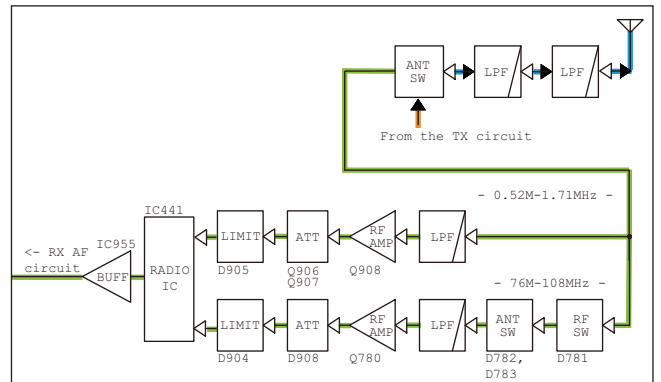 ANT
SW
LPF
LPF
From the TX circuit
- 0.52M-1.71MHz -
IC441
IC955
<- RX AF
circuit
BUFF
RADIO
IC
LIMIT
D905
ATT
Q906
Q907
RF
AMP
Q908
LPF
- 76M-108MHz -
LIMIT
D904
ATT
D908
RF
AMP
Q780
LPF
ANT
SW
D782,
D783
RF
SW
D781